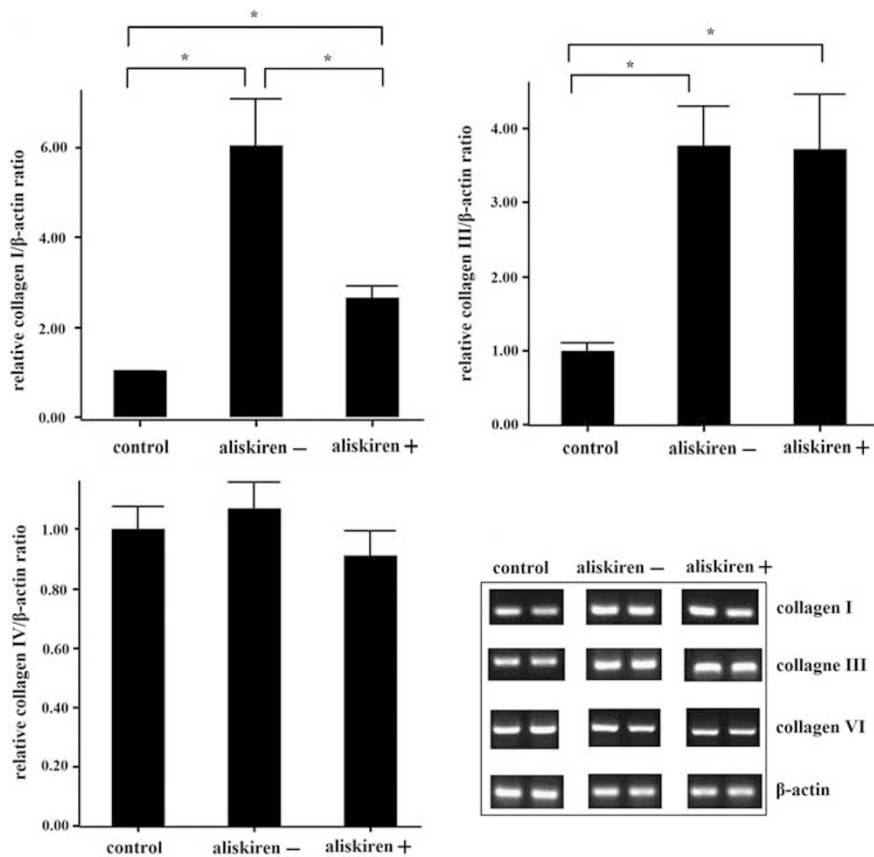 *
* *
relative collagen I/β-actin ratio
6.00
4.00
2.00
0.00
control aliskiren — aliskiren +
*
*
relative collagen III/β-actin ratio
4.00
3.00
2.00
1.00
0.00
control aliskiren — aliskiren +
relative collagen IV/β-actin ratio
1.00
0.80
0.60
0.40
0.20
0.00
control aliskiren — aliskiren +
control aliskiren — aliskiren +
collagen I
collagne III
collagen VI
β-actin